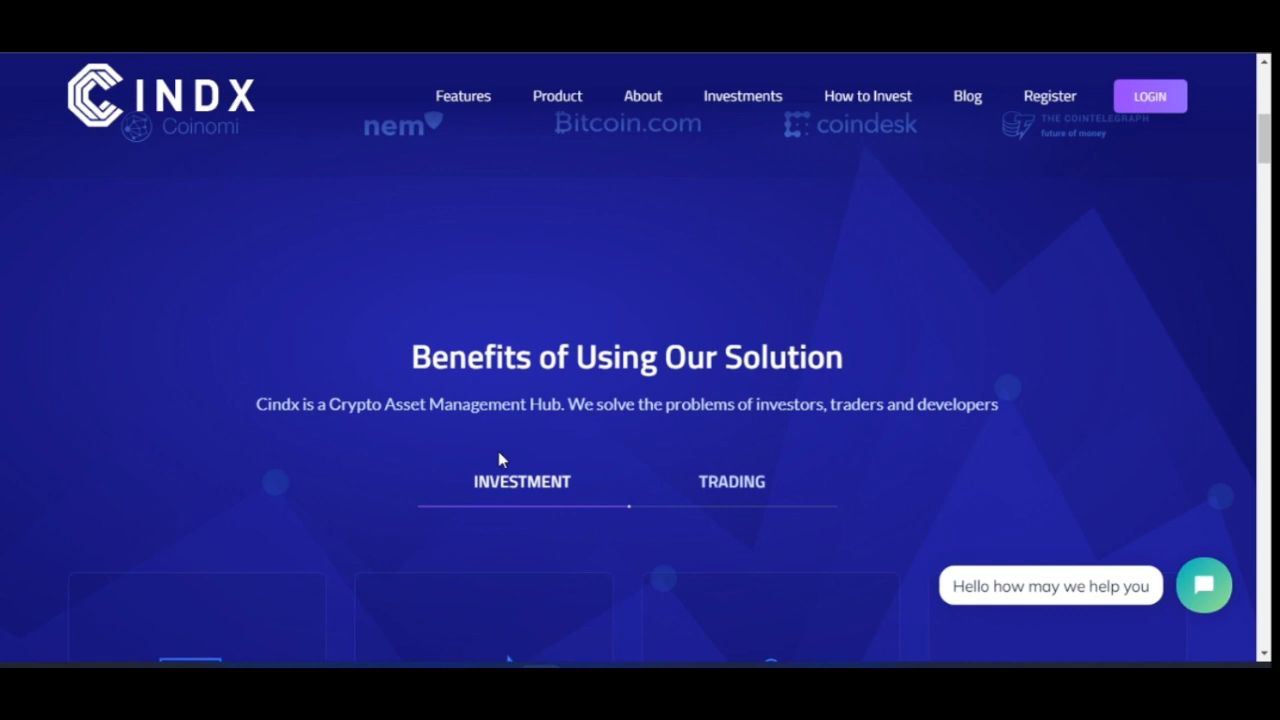 CINDX
Features Product About Investments How to Invest Blog Register LOGIN
Coinomi nem Bitcoin.com coindesk THE COINTELEGRAPH
future of money
Benefits of Using Our Solution
Cindx is a Crypto Asset Management Hub. We solve the problems of investors, traders and developers
INVESTMENT TRADING
Hello how may we help you